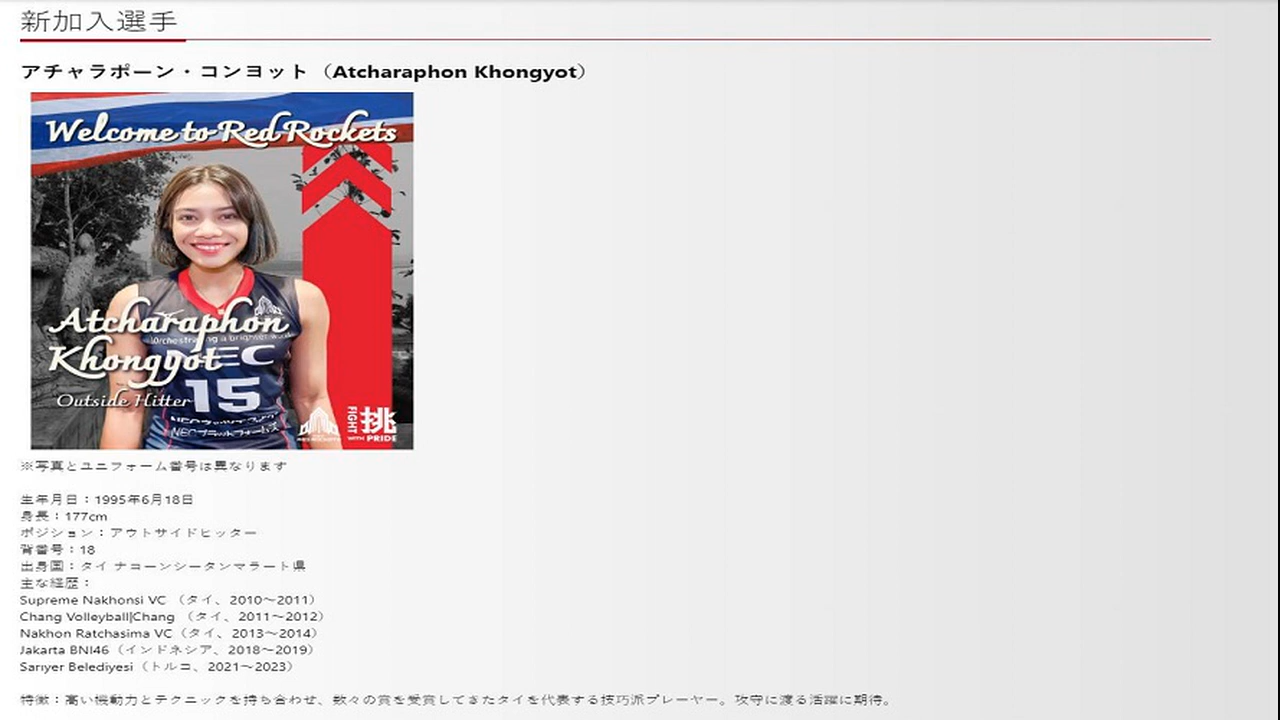 新加入選手
アチャラポーン・コンヨット（Atcharaphon Khongyot）
Welcome to Red Rockets
Atcharaphon
Khongyot
Outside Hitter
Orchestrating a brighter world
NEC
15
FIGHT
WITH PRIDE
挑
※写真とユニフォーム番号は異なります
生年月日：1995年6月18日
身長：177cm
ポジション：アウトサイドヒッター
背番号：18
出身国：タイ ナコーンシータンマラート県
主な経歴：
Supreme Nakhonsi VC （タイ、2010～2011）
Chang Volleyball|Chang （タイ、2011～2012）
Nakhon Ratchasima VC（タイ、2013～2014）
Jakarta BNI46（インドネシア、2018～2019）
Sarıyer Belediyesi（トルコ、2021～2023）
特徴：高い機動力とテクニックを持ち合わせ、数々の賞を受賞してきたタイを代表する技巧派プレーヤー。攻守に渡る活躍に期待。